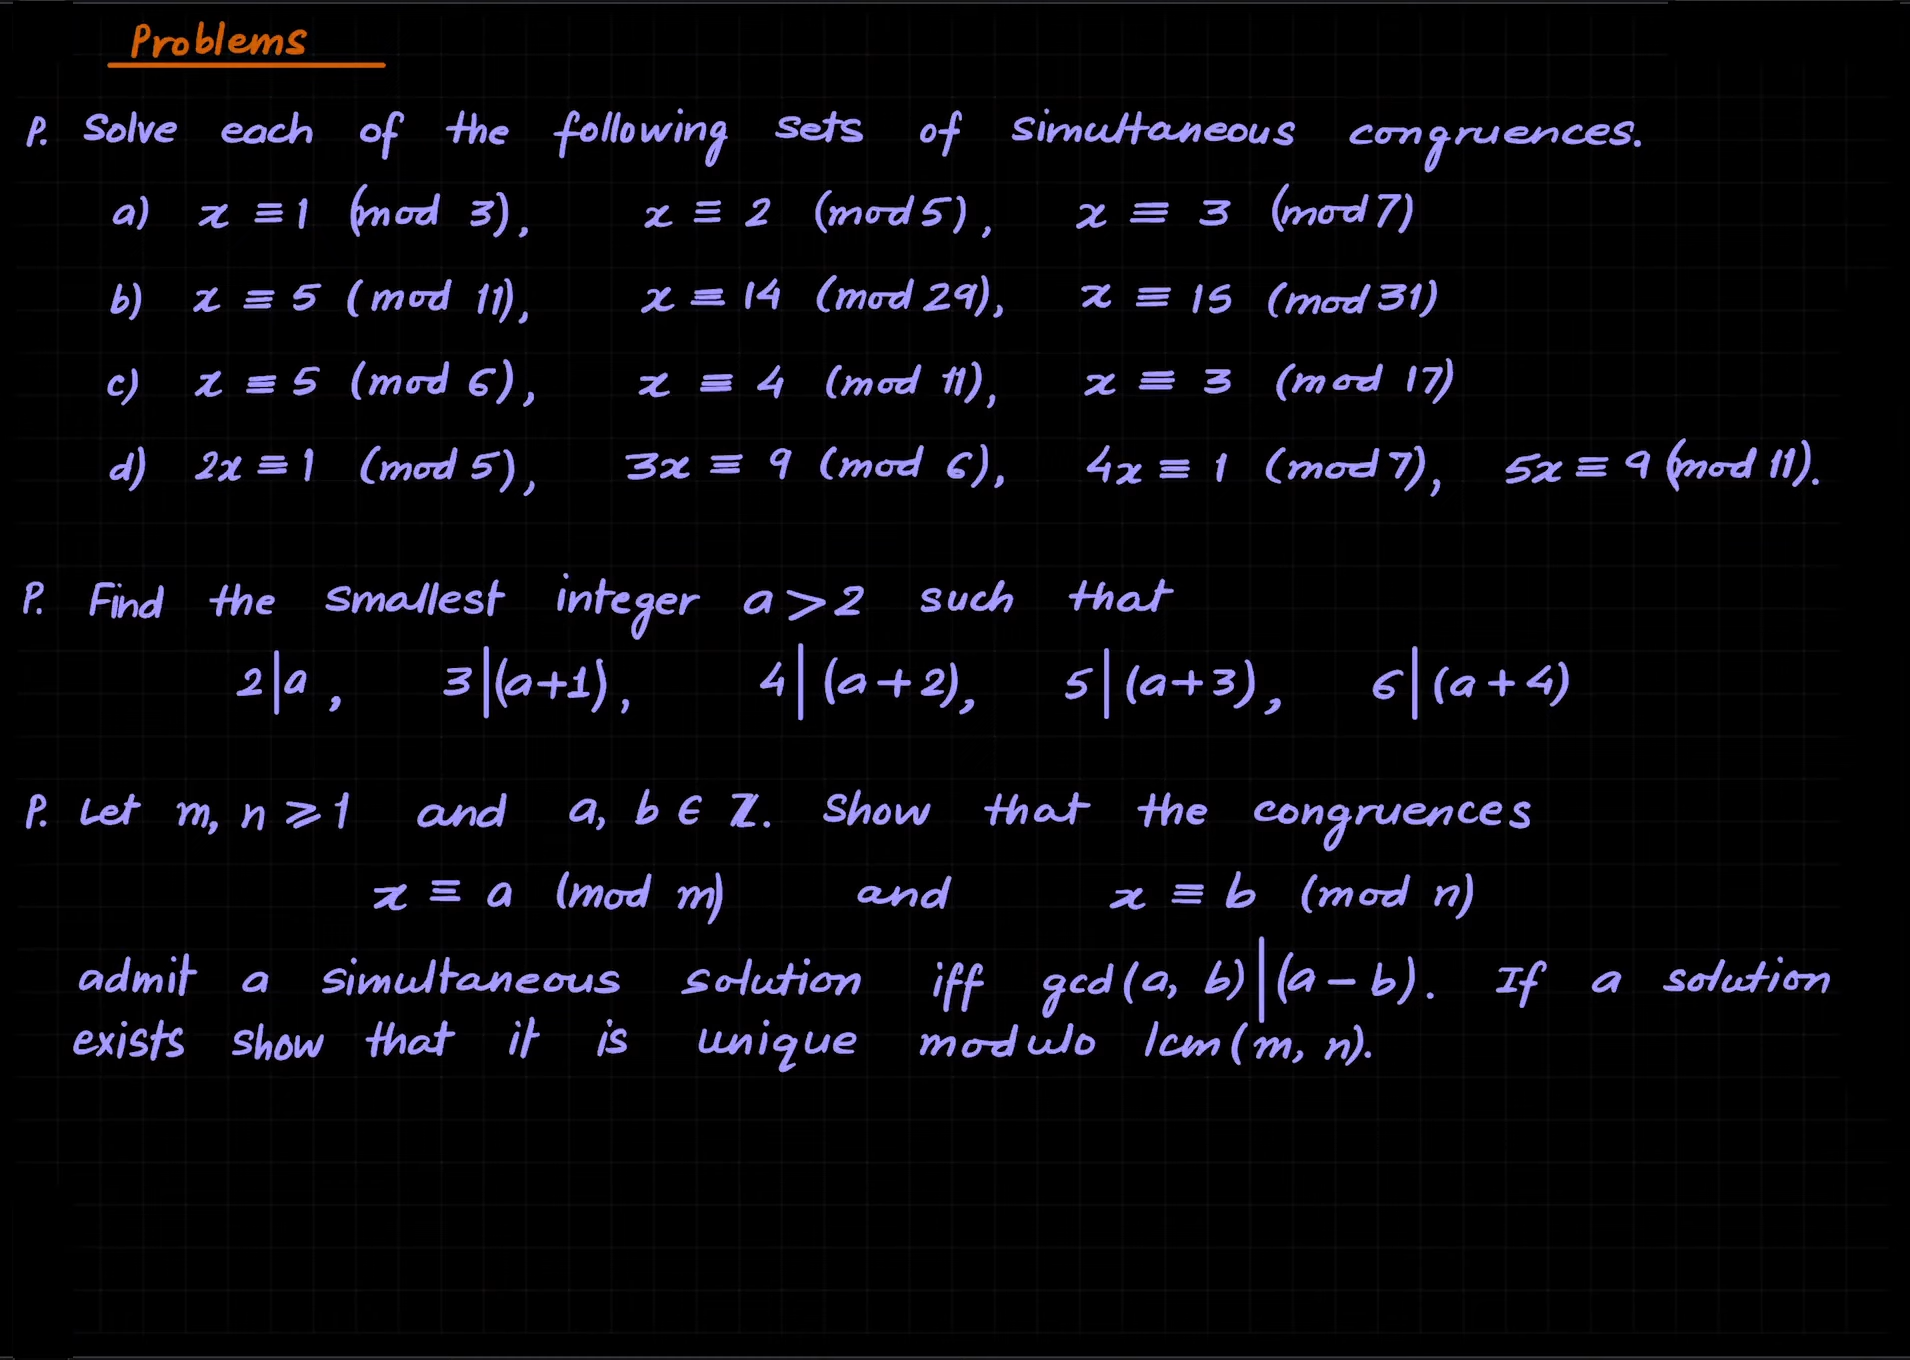 Problems
P. Solve each of the following sets of simultaneous congruences.
a) x ≡ 1 (mod 3), x ≡ 2 (mod 5), x ≡ 3 (mod 7)
b) x ≡ 5 (mod 11), x ≡ 14 (mod 29), x ≡ 15 (mod 31)
c) x ≡ 5 (mod 6), x ≡ 4 (mod 11), x ≡ 3 (mod 17)
d) 2x ≡ 1 (mod 5), 3x ≡ 9 (mod 6), 4x ≡ 1 (mod 7), 5x ≡ 9 (mod 11).
P. Find the smallest integer a > 2 such that
2|a, 3|(a+1), 4|(a+2), 5|(a+3), 6|(a+4)
P. Let m, n ⩾ 1 and a, b ∈ ℤ. Show that the congruences
x ≡ a (mod m) and x ≡ b (mod n)
admit a simultaneous solution iff gcd(a, b)|(a-b). If a solution
exists show that it is unique modulo lcm(m, n).